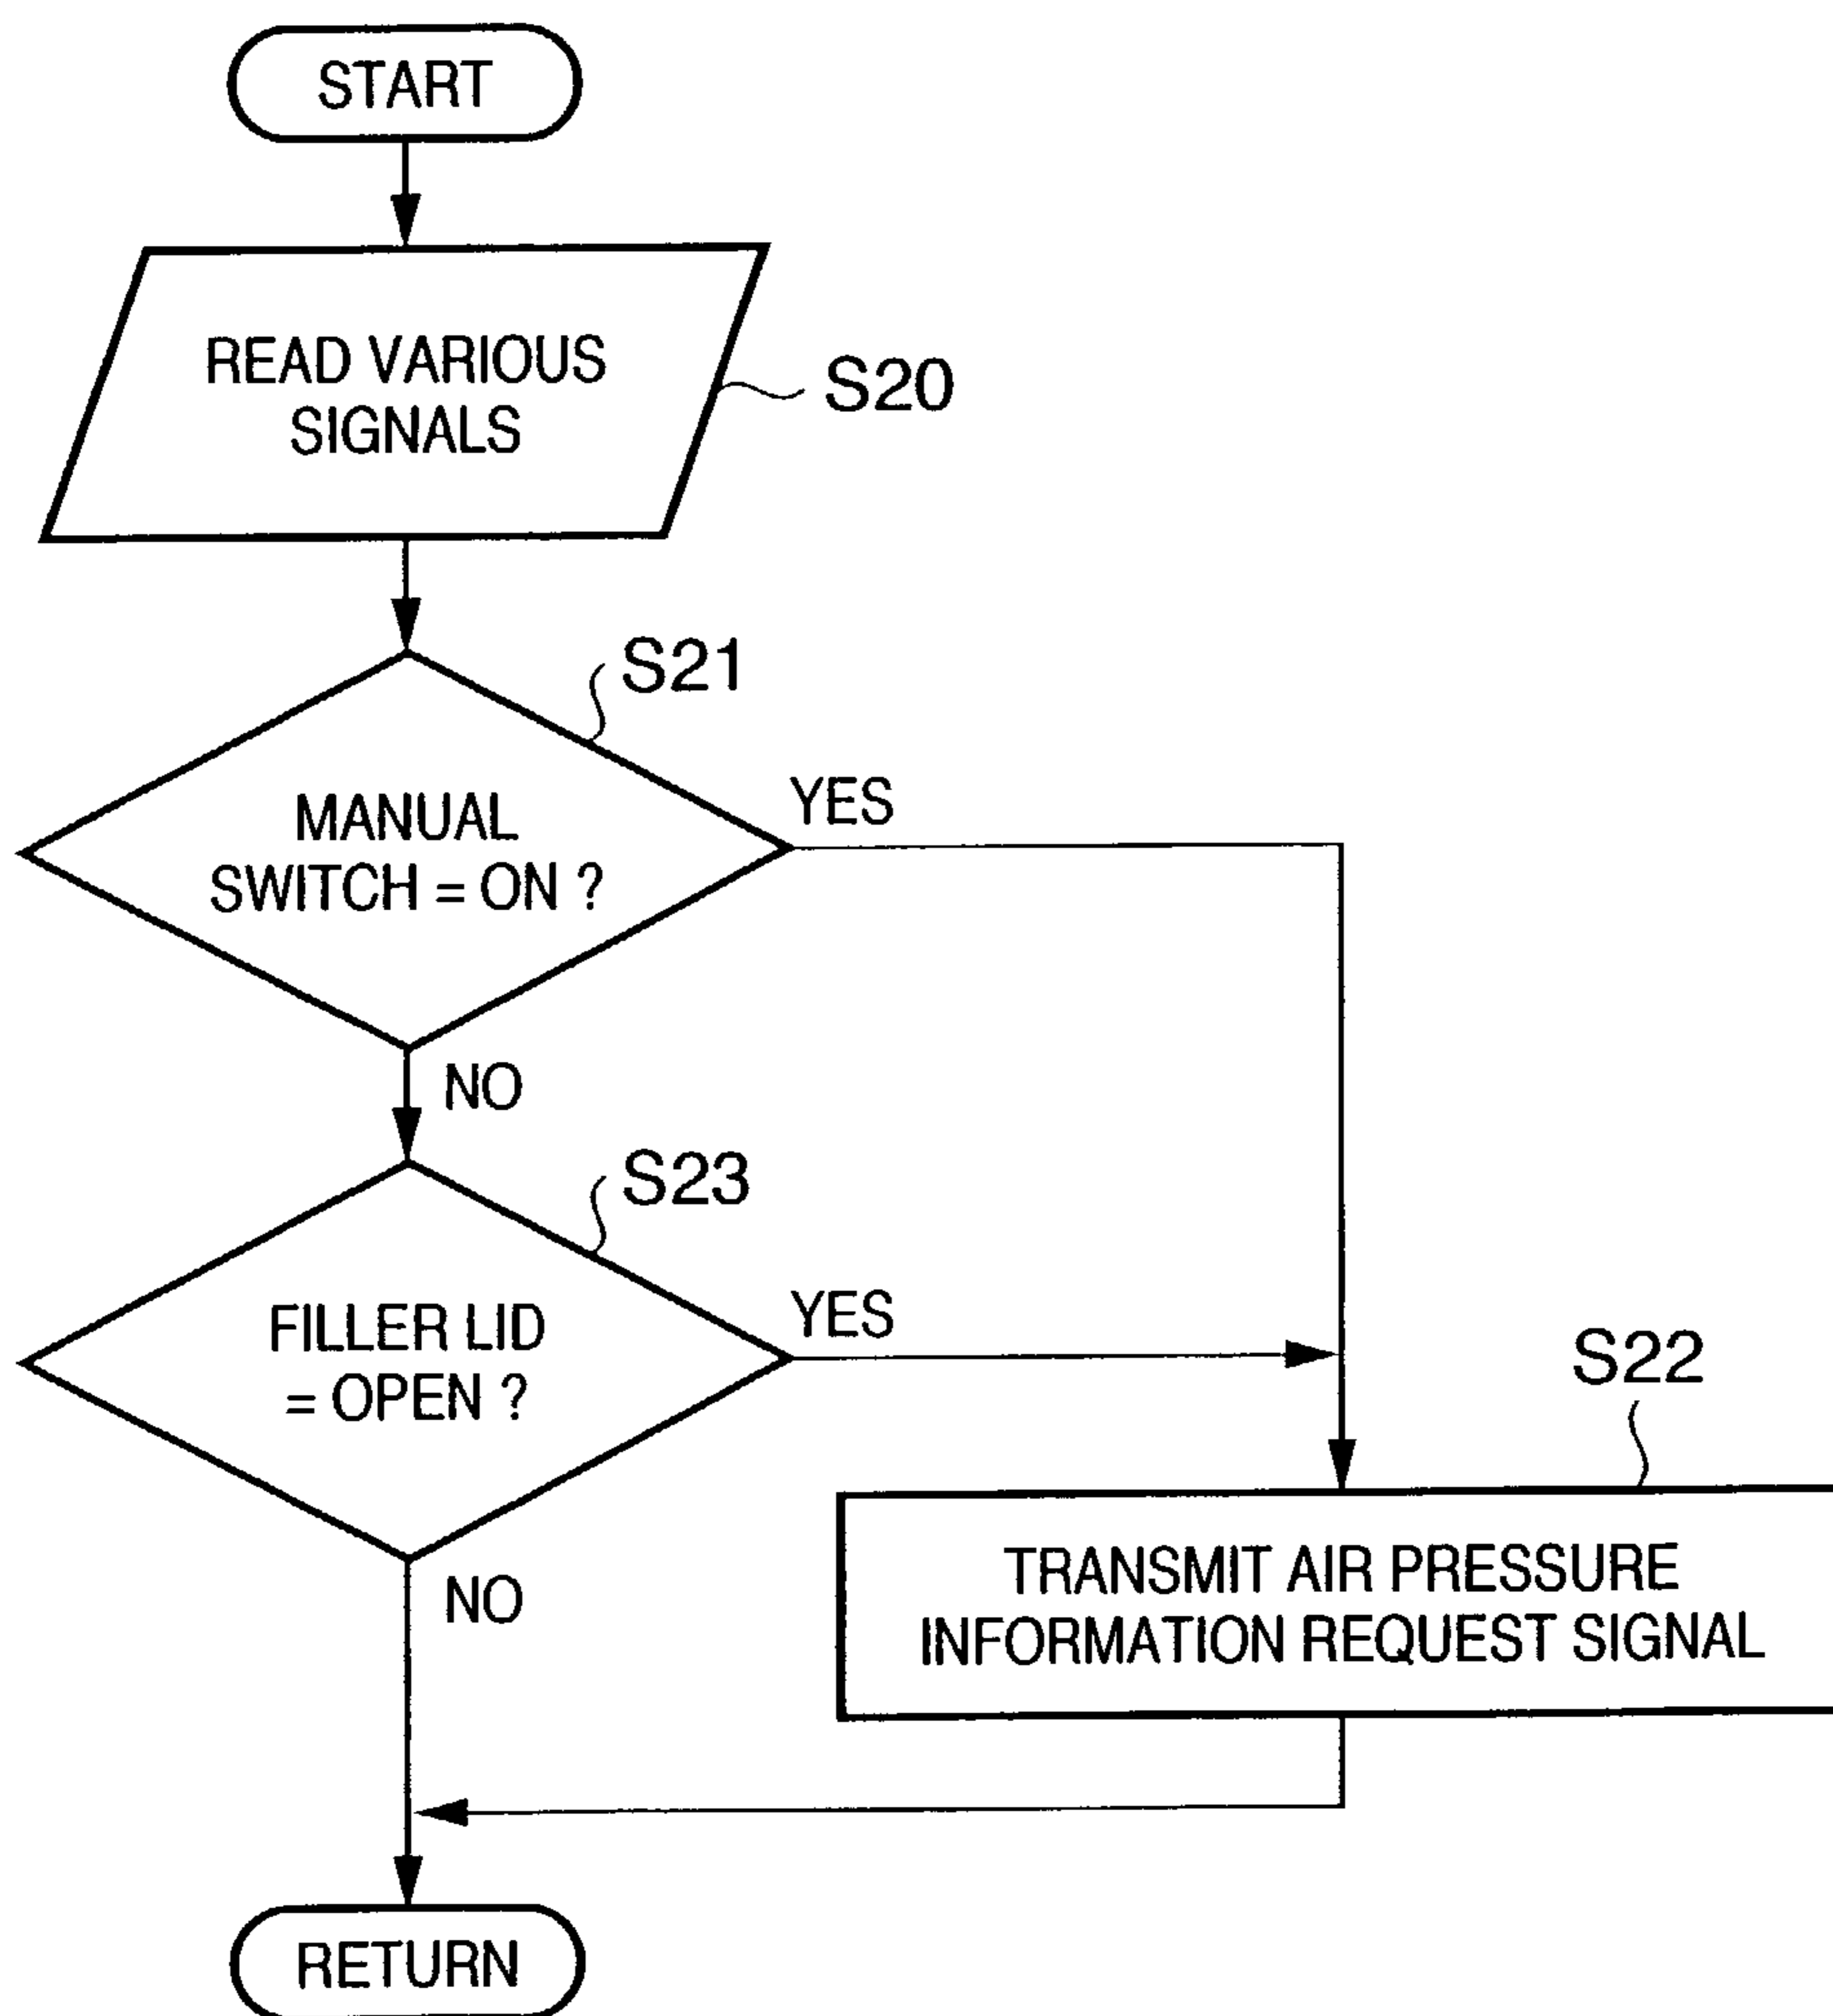 START
READ VARIOUS
SIGNALS
S20
S21
MANUAL
SWITCH = ON ?
YES
NO
S23
FILLER LID
= OPEN ?
YES
NO
S22
TRANSMIT AIR PRESSURE
INFORMATION REQUEST SIGNAL
RETURN